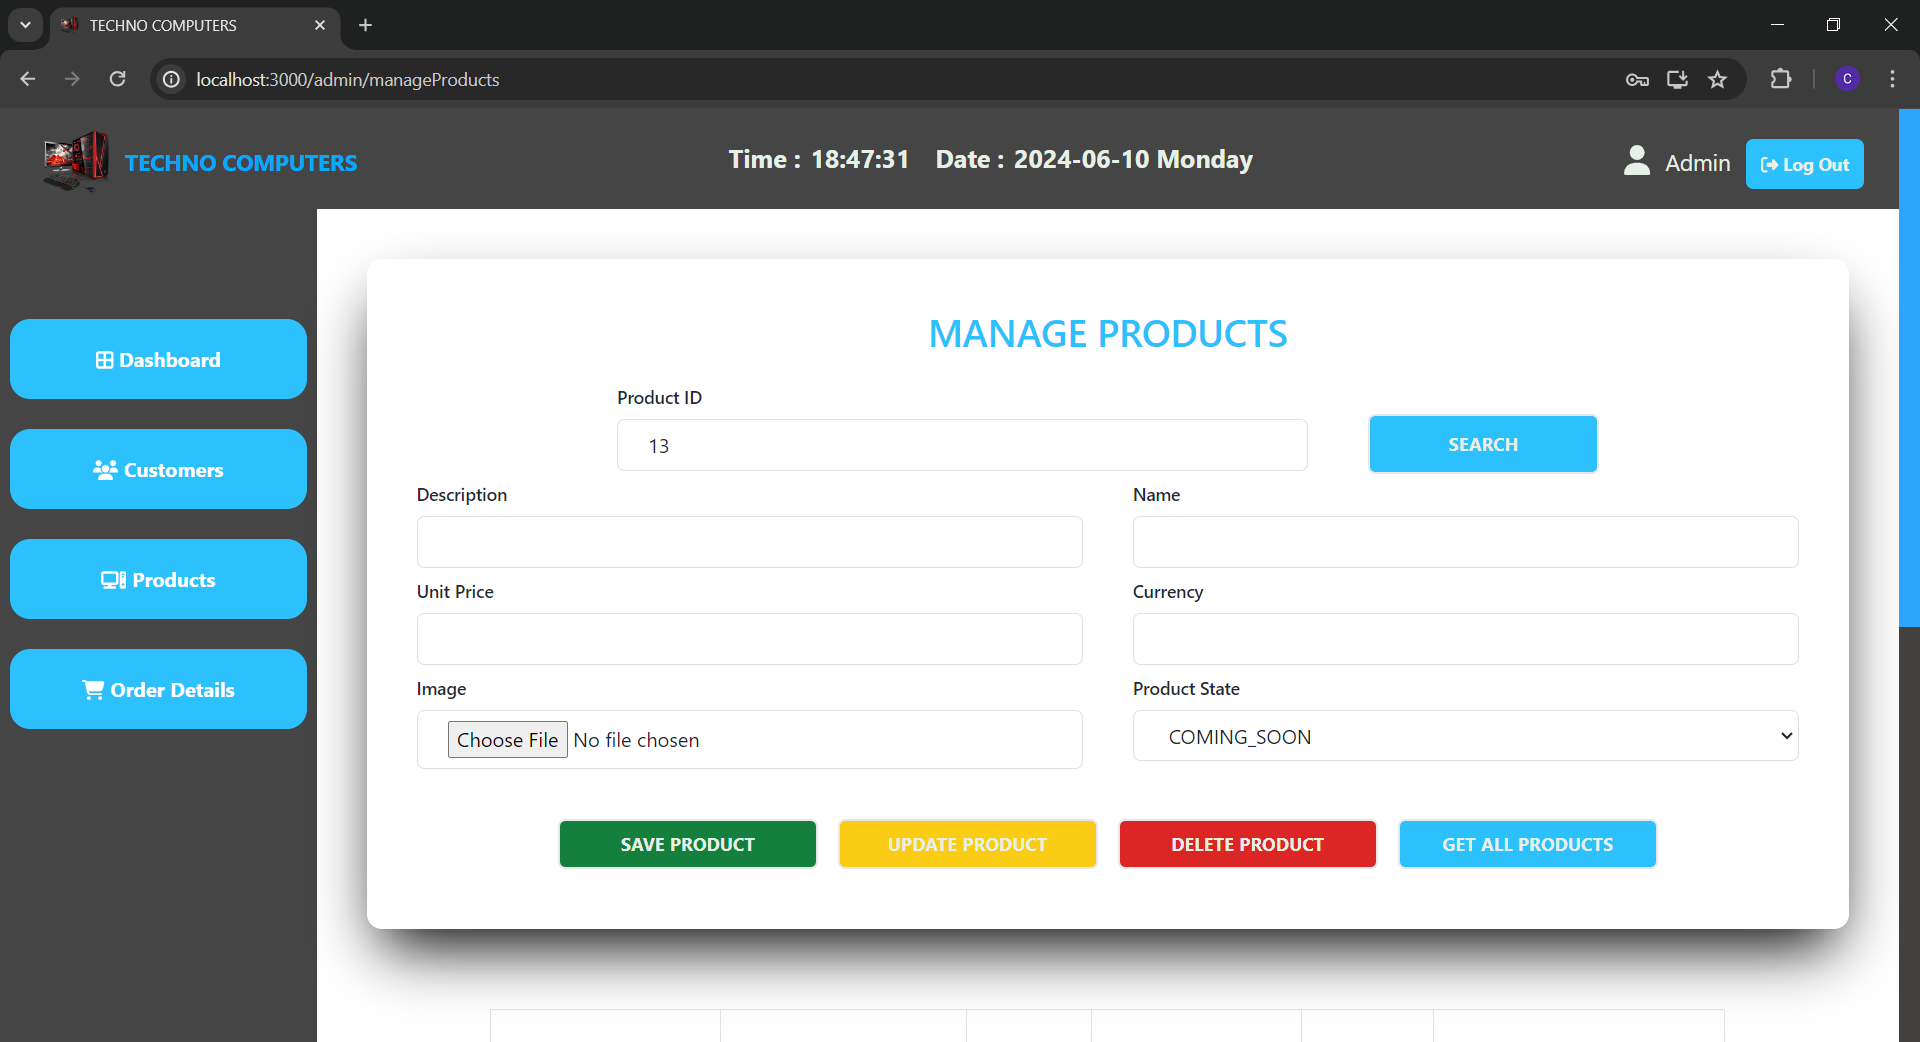 TECHNO COMPUTERS
localhost:3000/admin/manageProducts
C
TECHNO COMPUTERS
Time : 18:47:31 Date : 2024-06-10 Monday
Admin
Log Out
Dashboard
Customers
Products
Order Details
MANAGE PRODUCTS
Product ID
13
SEARCH
Description
Name
Unit Price
Currency
Image
Product State
Choose File No file chosen
COMING_SOON
SAVE PRODUCT
UPDATE PRODUCT
DELETE PRODUCT
GET ALL PRODUCTS